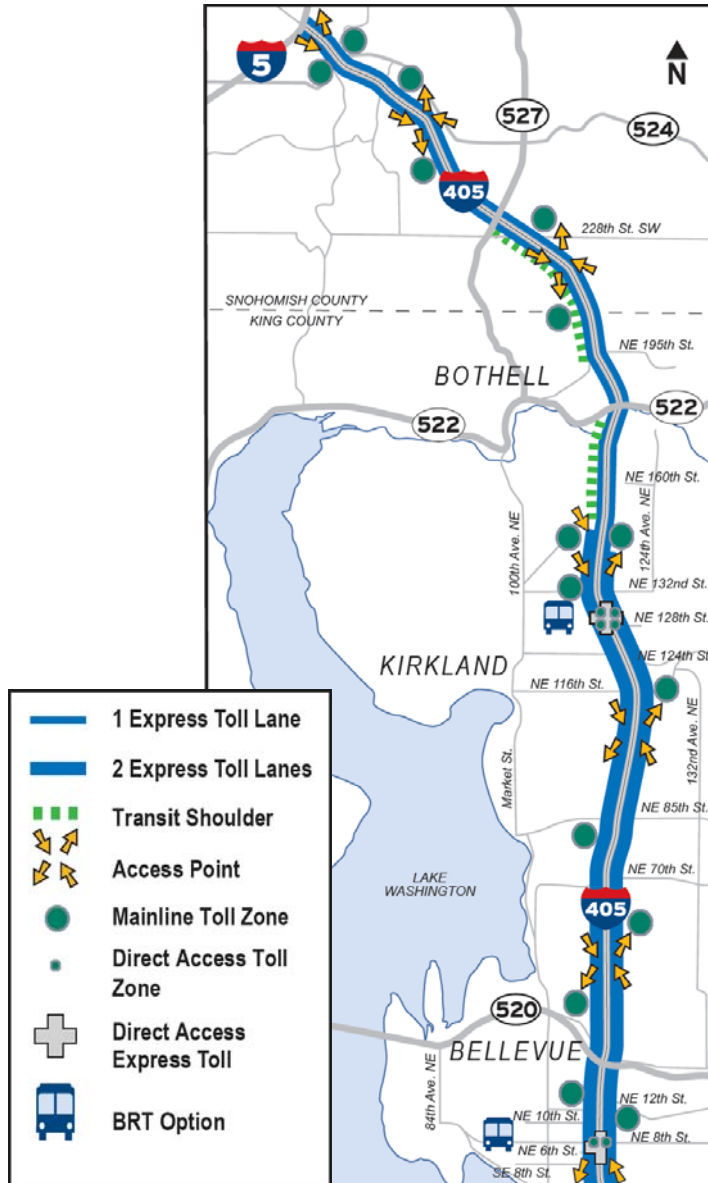 5
N
527
524
405
228th St. SW
SNOHOMISH COUNTY
KING COUNTY
NE 195th St.
BOTHELL
522
522
NE 160th St.
100th Ave. NE
124th Ave. NE
NE 132nd St.
NE 128th St.
NE 124th St.
KIRKLAND
NE 116th St.
132nd Ave. NE
Market St.
NE 85th St.
LAKE
WASHINGTON
NE 70th St.
405
520
BELLEVUE
84th Ave. NE
NE 12th St.
NE 10th St.
NE 8th St.
NE 6th St.
SE 8th St.
1 Express Toll Lane
2 Express Toll Lanes
Transit Shoulder
Access Point
Mainline Toll Zone
Direct Access Toll
Zone
Direct Access
Express Toll
BRT Option